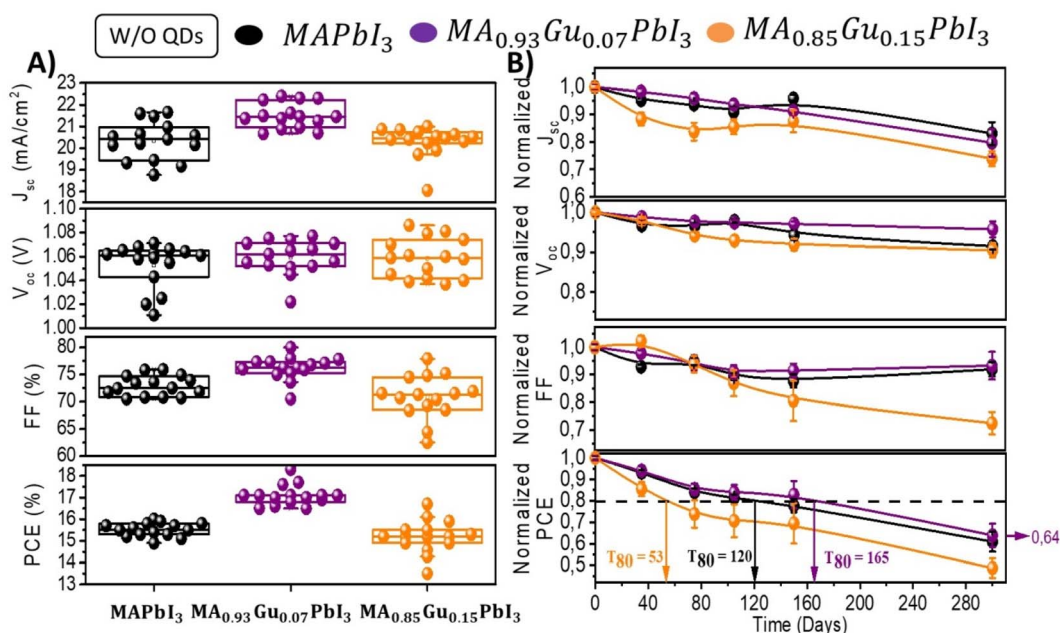 W/O QDs MAPbI₃ MA₀.₉₃Gu₀.₀₇PbI₃ MA₀.₈₅Gu₀.₁₅PbI₃
A)
J_sc (mA/cm²)
23
22
21
20
19
18
V_oc (V)
1.10
1.08
1.06
1.04
1.02
1.00
FF (%)
80
75
70
65
60
55
PCE (%)
18
17
16
15
14
13
MAPbI₃ MA₀.₉₃Gu₀.₀₇PbI₃ MA₀.₈₅Gu₀.₁₅PbI₃
B)
Normalized
J_sc
1,0
0,9
0,8
0,7
0,6
Normalized
V_oc
1,0
0,9
0,8
Normalized
FF
1,0
0,9
0,8
0,7
Normalized
PCE
1,0
0,9
0,8
0,7
0,6
0,5
T₈₀ = 53 T₈₀ = 120 T₈₀ = 165
0,64
0 40 80 120 160 200 240 280
Time (Days)